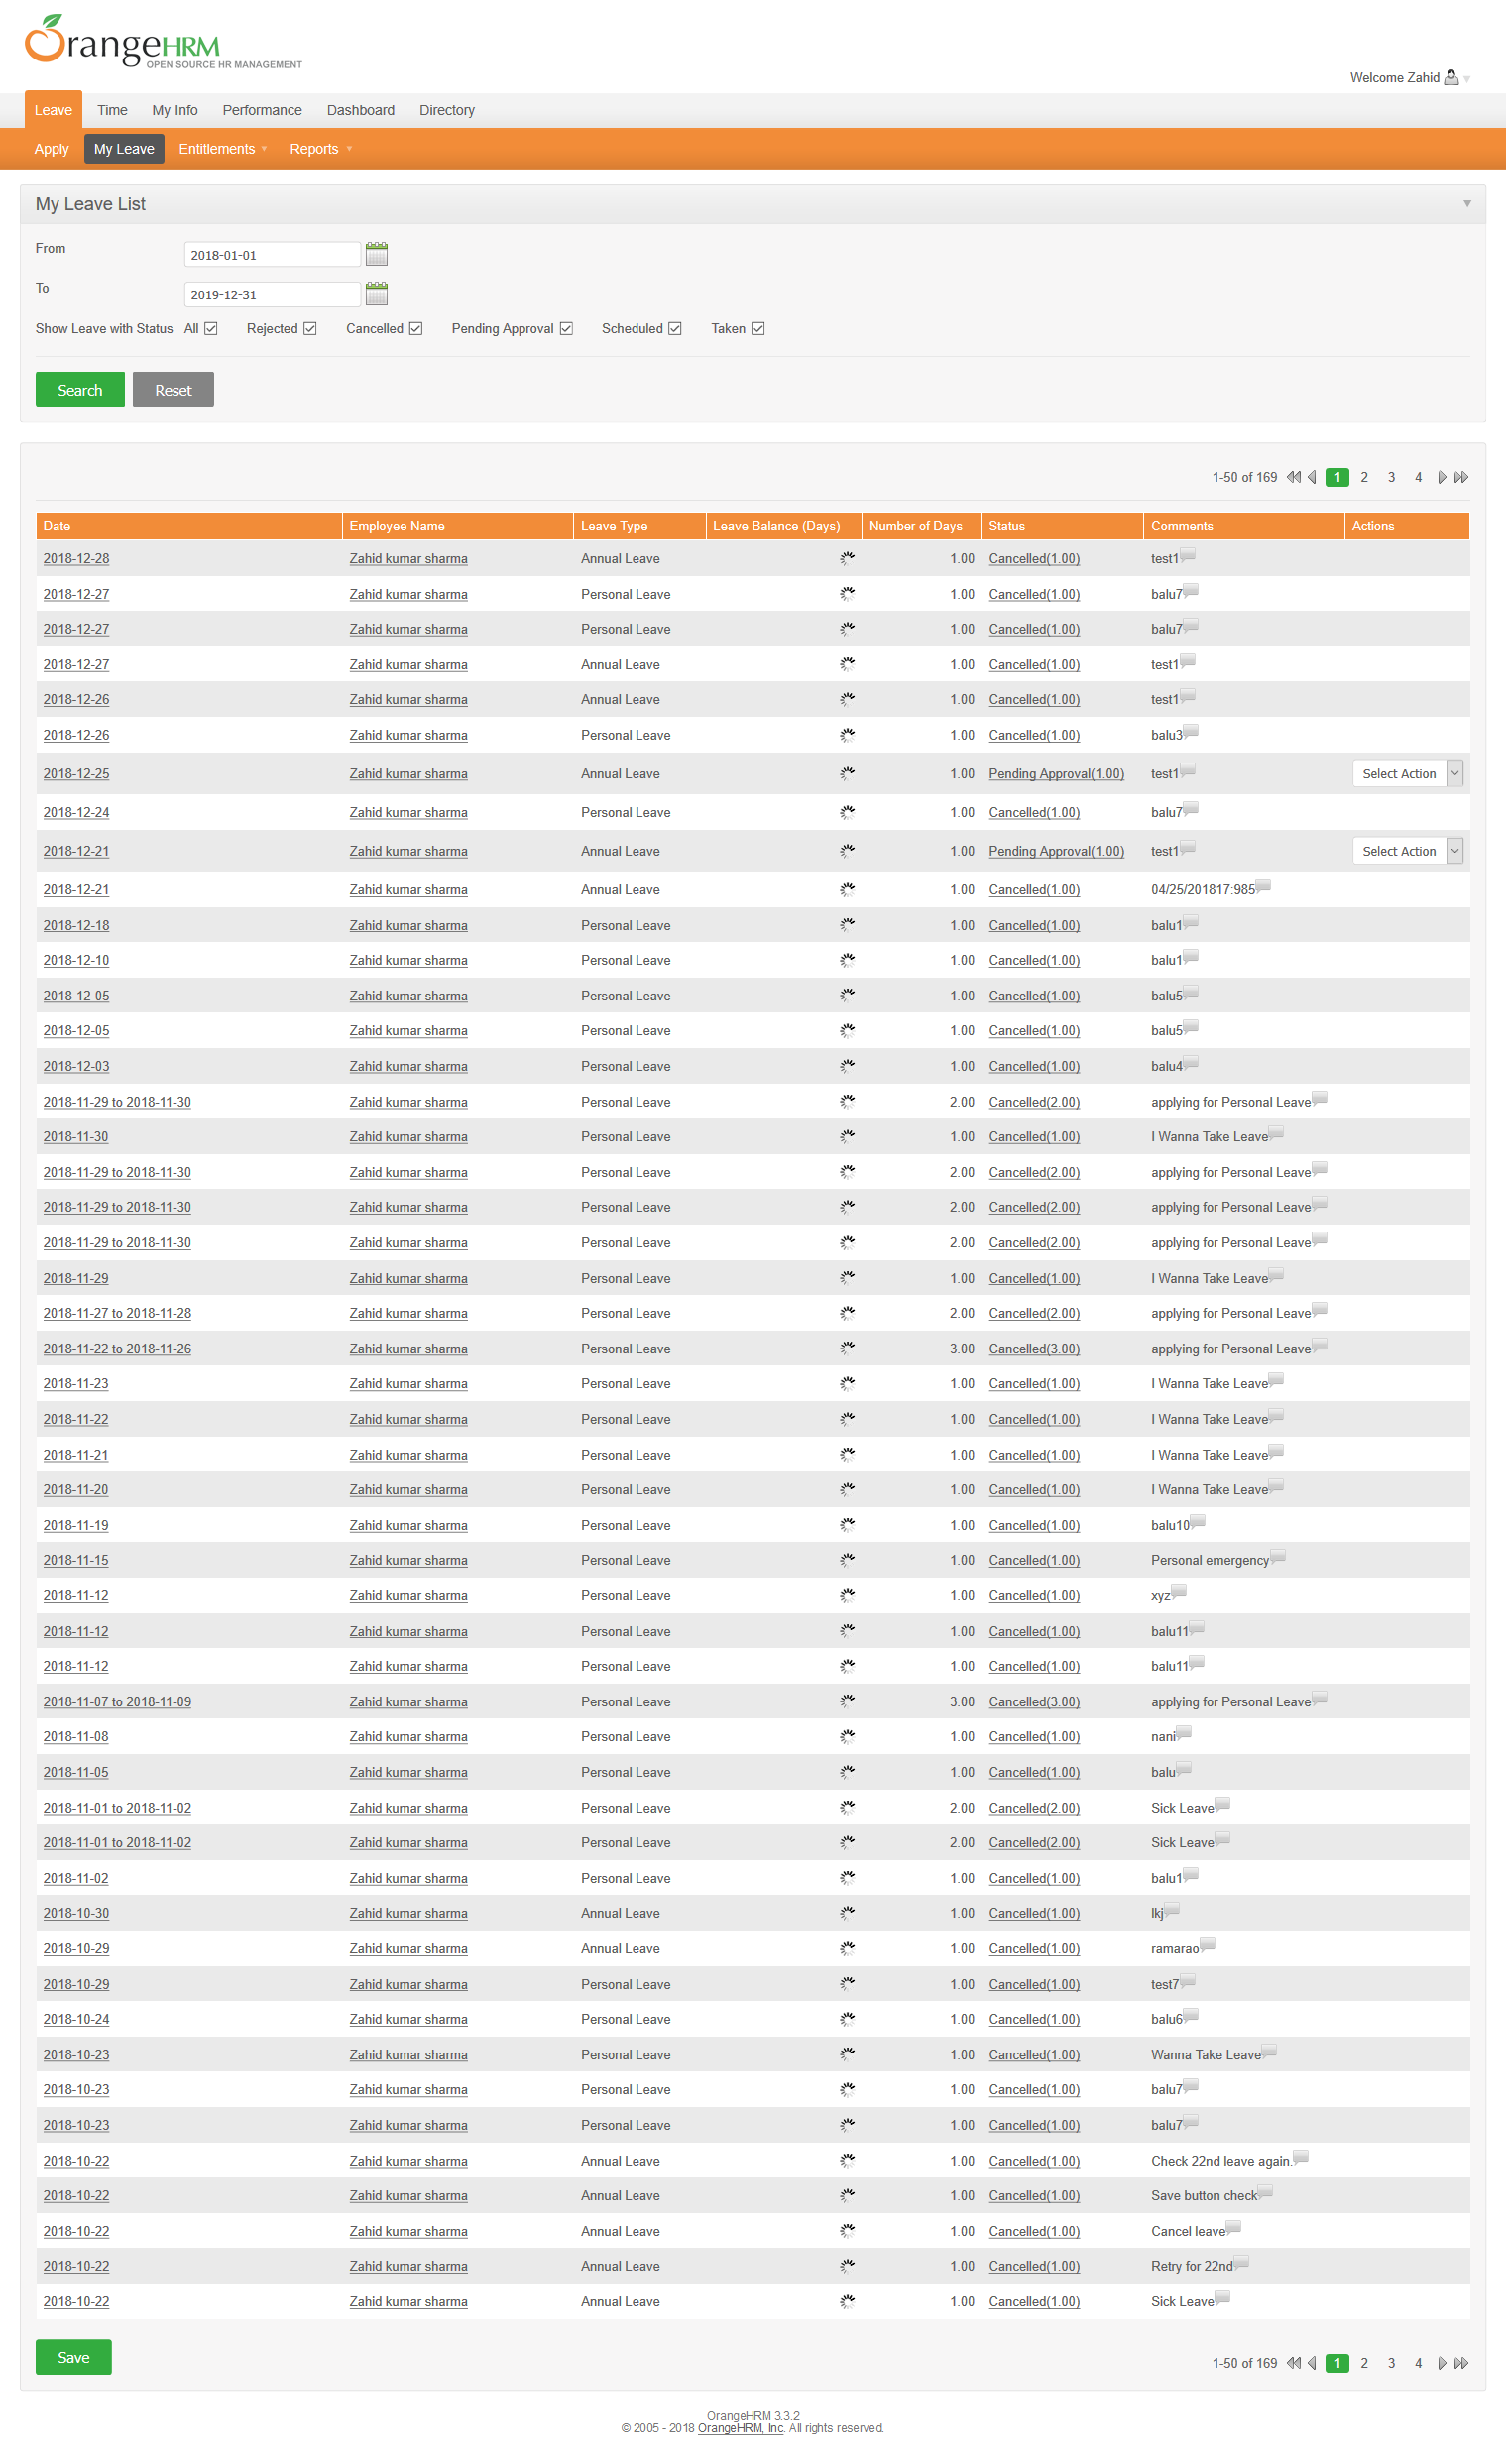 OrangeHRM
OPEN SOURCE HR MANAGEMENT
Welcome Zahid
Leave Time My Info Performance Dashboard Directory
Apply My Leave Entitlements Reports
My Leave List
From 2018-01-01
To 2019-12-31
Show Leave with Status All Rejected Cancelled Pending Approval Scheduled Taken
Search Reset
1-50 of 169 1 2 3 4
Date Employee Name Leave Type Leave Balance (Days) Number of Days Status Comments Actions
2018-12-28 Zahid kumar sharma Annual Leave 1.00 Cancelled(1.00) test1
2018-12-27 Zahid kumar sharma Personal Leave 1.00 Cancelled(1.00) balu7
2018-12-27 Zahid kumar sharma Personal Leave 1.00 Cancelled(1.00) balu7
2018-12-27 Zahid kumar sharma Annual Leave 1.00 Cancelled(1.00) test1
2018-12-26 Zahid kumar sharma Annual Leave 1.00 Cancelled(1.00) test1
2018-12-26 Zahid kumar sharma Personal Leave 1.00 Cancelled(1.00) balu3
2018-12-25 Zahid kumar sharma Annual Leave 1.00 Pending Approval(1.00) test1 Select Action
2018-12-24 Zahid kumar sharma Personal Leave 1.00 Cancelled(1.00) balu7
2018-12-21 Zahid kumar sharma Annual Leave 1.00 Pending Approval(1.00) test1 Select Action
2018-12-21 Zahid kumar sharma Annual Leave 1.00 Cancelled(1.00) 04/25/201817:985
2018-12-18 Zahid kumar sharma Personal Leave 1.00 Cancelled(1.00) balu1
2018-12-10 Zahid kumar sharma Personal Leave 1.00 Cancelled(1.00) balu1
2018-12-05 Zahid kumar sharma Personal Leave 1.00 Cancelled(1.00) balu5
2018-12-05 Zahid kumar sharma Personal Leave 1.00 Cancelled(1.00) balu5
2018-12-03 Zahid kumar sharma Personal Leave 1.00 Cancelled(1.00) balu4
2018-11-29 to 2018-11-30 Zahid kumar sharma Personal Leave 2.00 Cancelled(2.00) applying for Personal Leave
2018-11-30 Zahid kumar sharma Personal Leave 1.00 Cancelled(1.00) I Wanna Take Leave
2018-11-29 to 2018-11-30 Zahid kumar sharma Personal Leave 2.00 Cancelled(2.00) applying for Personal Leave
2018-11-29 to 2018-11-30 Zahid kumar sharma Personal Leave 2.00 Cancelled(2.00) applying for Personal Leave
2018-11-29 to 2018-11-30 Zahid kumar sharma Personal Leave 2.00 Cancelled(2.00) applying for Personal Leave
2018-11-29 Zahid kumar sharma Personal Leave 1.00 Cancelled(1.00) I Wanna Take Leave
2018-11-27 to 2018-11-28 Zahid kumar sharma Personal Leave 2.00 Cancelled(2.00) applying for Personal Leave
2018-11-22 to 2018-11-26 Zahid kumar sharma Personal Leave 3.00 Cancelled(3.00) applying for Personal Leave
2018-11-23 Zahid kumar sharma Personal Leave 1.00 Cancelled(1.00) I Wanna Take Leave
2018-11-22 Zahid kumar sharma Personal Leave 1.00 Cancelled(1.00) I Wanna Take Leave
2018-11-21 Zahid kumar sharma Personal Leave 1.00 Cancelled(1.00) I Wanna Take Leave
2018-11-20 Zahid kumar sharma Personal Leave 1.00 Cancelled(1.00) I Wanna Take Leave
2018-11-19 Zahid kumar sharma Personal Leave 1.00 Cancelled(1.00) balu10
2018-11-15 Zahid kumar sharma Personal Leave 1.00 Cancelled(1.00) Personal emergency
2018-11-12 Zahid kumar sharma Personal Leave 1.00 Cancelled(1.00) xyz
2018-11-12 Zahid kumar sharma Personal Leave 1.00 Cancelled(1.00) balu11
2018-11-12 Zahid kumar sharma Personal Leave 1.00 Cancelled(1.00) balu11
2018-11-07 to 2018-11-09 Zahid kumar sharma Personal Leave 3.00 Cancelled(3.00) applying for Personal Leave
2018-11-08 Zahid kumar sharma Personal Leave 1.00 Cancelled(1.00) nani
2018-11-05 Zahid kumar sharma Personal Leave 1.00 Cancelled(1.00) balu
2018-11-01 to 2018-11-02 Zahid kumar sharma Personal Leave 2.00 Cancelled(2.00) Sick Leave
2018-11-01 to 2018-11-02 Zahid kumar sharma Personal Leave 2.00 Cancelled(2.00) Sick Leave
2018-11-02 Zahid kumar sharma Personal Leave 1.00 Cancelled(1.00) balu1
2018-10-30 Zahid kumar sharma Annual Leave 1.00 Cancelled(1.00) lkj
2018-10-29 Zahid kumar sharma Annual Leave 1.00 Cancelled(1.00) ramarao
2018-10-29 Zahid kumar sharma Personal Leave 1.00 Cancelled(1.00) test7
2018-10-24 Zahid kumar sharma Personal Leave 1.00 Cancelled(1.00) balu6
2018-10-23 Zahid kumar sharma Personal Leave 1.00 Cancelled(1.00) Wanna Take Leave
2018-10-23 Zahid kumar sharma Personal Leave 1.00 Cancelled(1.00) balu7
2018-10-23 Zahid kumar sharma Personal Leave 1.00 Cancelled(1.00) balu7
2018-10-22 Zahid kumar sharma Annual Leave 1.00 Cancelled(1.00) Check 22nd leave again.
2018-10-22 Zahid kumar sharma Annual Leave 1.00 Cancelled(1.00) Save button check
2018-10-22 Zahid kumar sharma Annual Leave 1.00 Cancelled(1.00) Cancel leave
2018-10-22 Zahid kumar sharma Annual Leave 1.00 Cancelled(1.00) Retry for 22nd
2018-10-22 Zahid kumar sharma Annual Leave 1.00 Cancelled(1.00) Sick Leave
Save
1-50 of 169 1 2 3 4
OrangeHRM 3.3.2
© 2005 - 2018 OrangeHRM, Inc. All rights reserved.